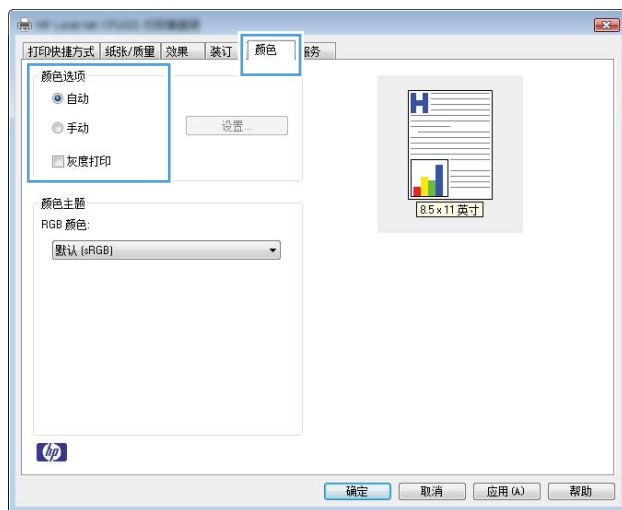 打印快捷方式 纸张/质量 效果 装订 颜色 服务
颜色选项
自动
手动 设置...
灰度打印
H
8.5 x 11 英寸
颜色主题
RGB 颜色:
默认 (sRGB)
hp
确定 取消 应用 (A) 帮助